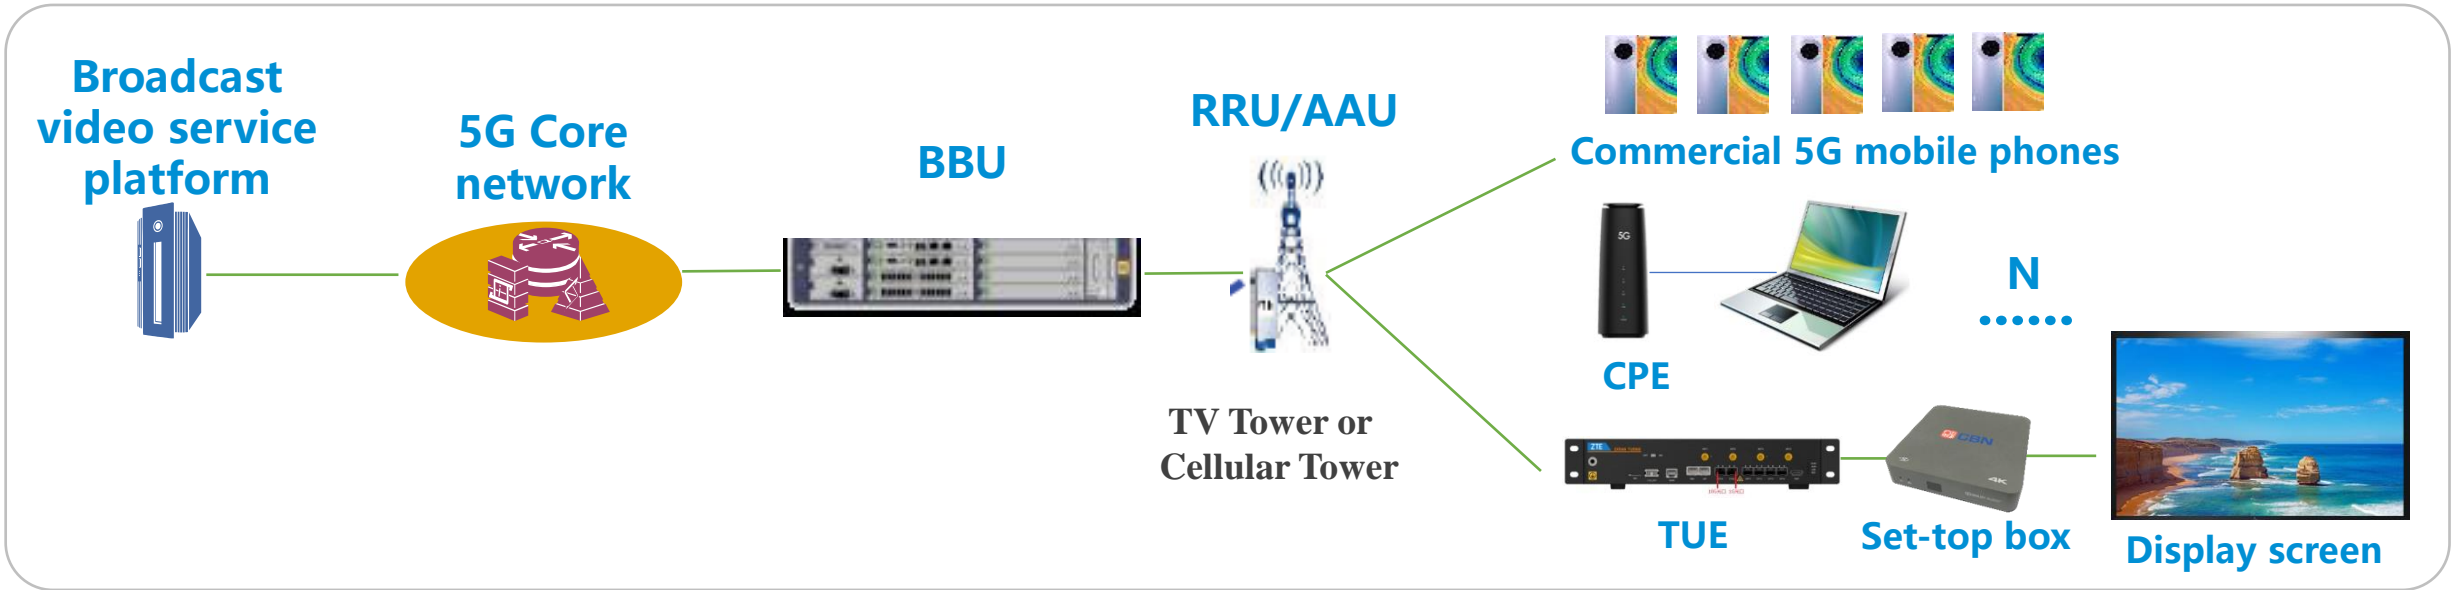 Broadcast
video service
platform
5G Core
network
BBU
RRU/AAU
TV Tower or
Cellular Tower
Commercial 5G mobile phones
5G
CPE
N
......
ZTE
TUE
CBN
4K
Set-top box
Display screen